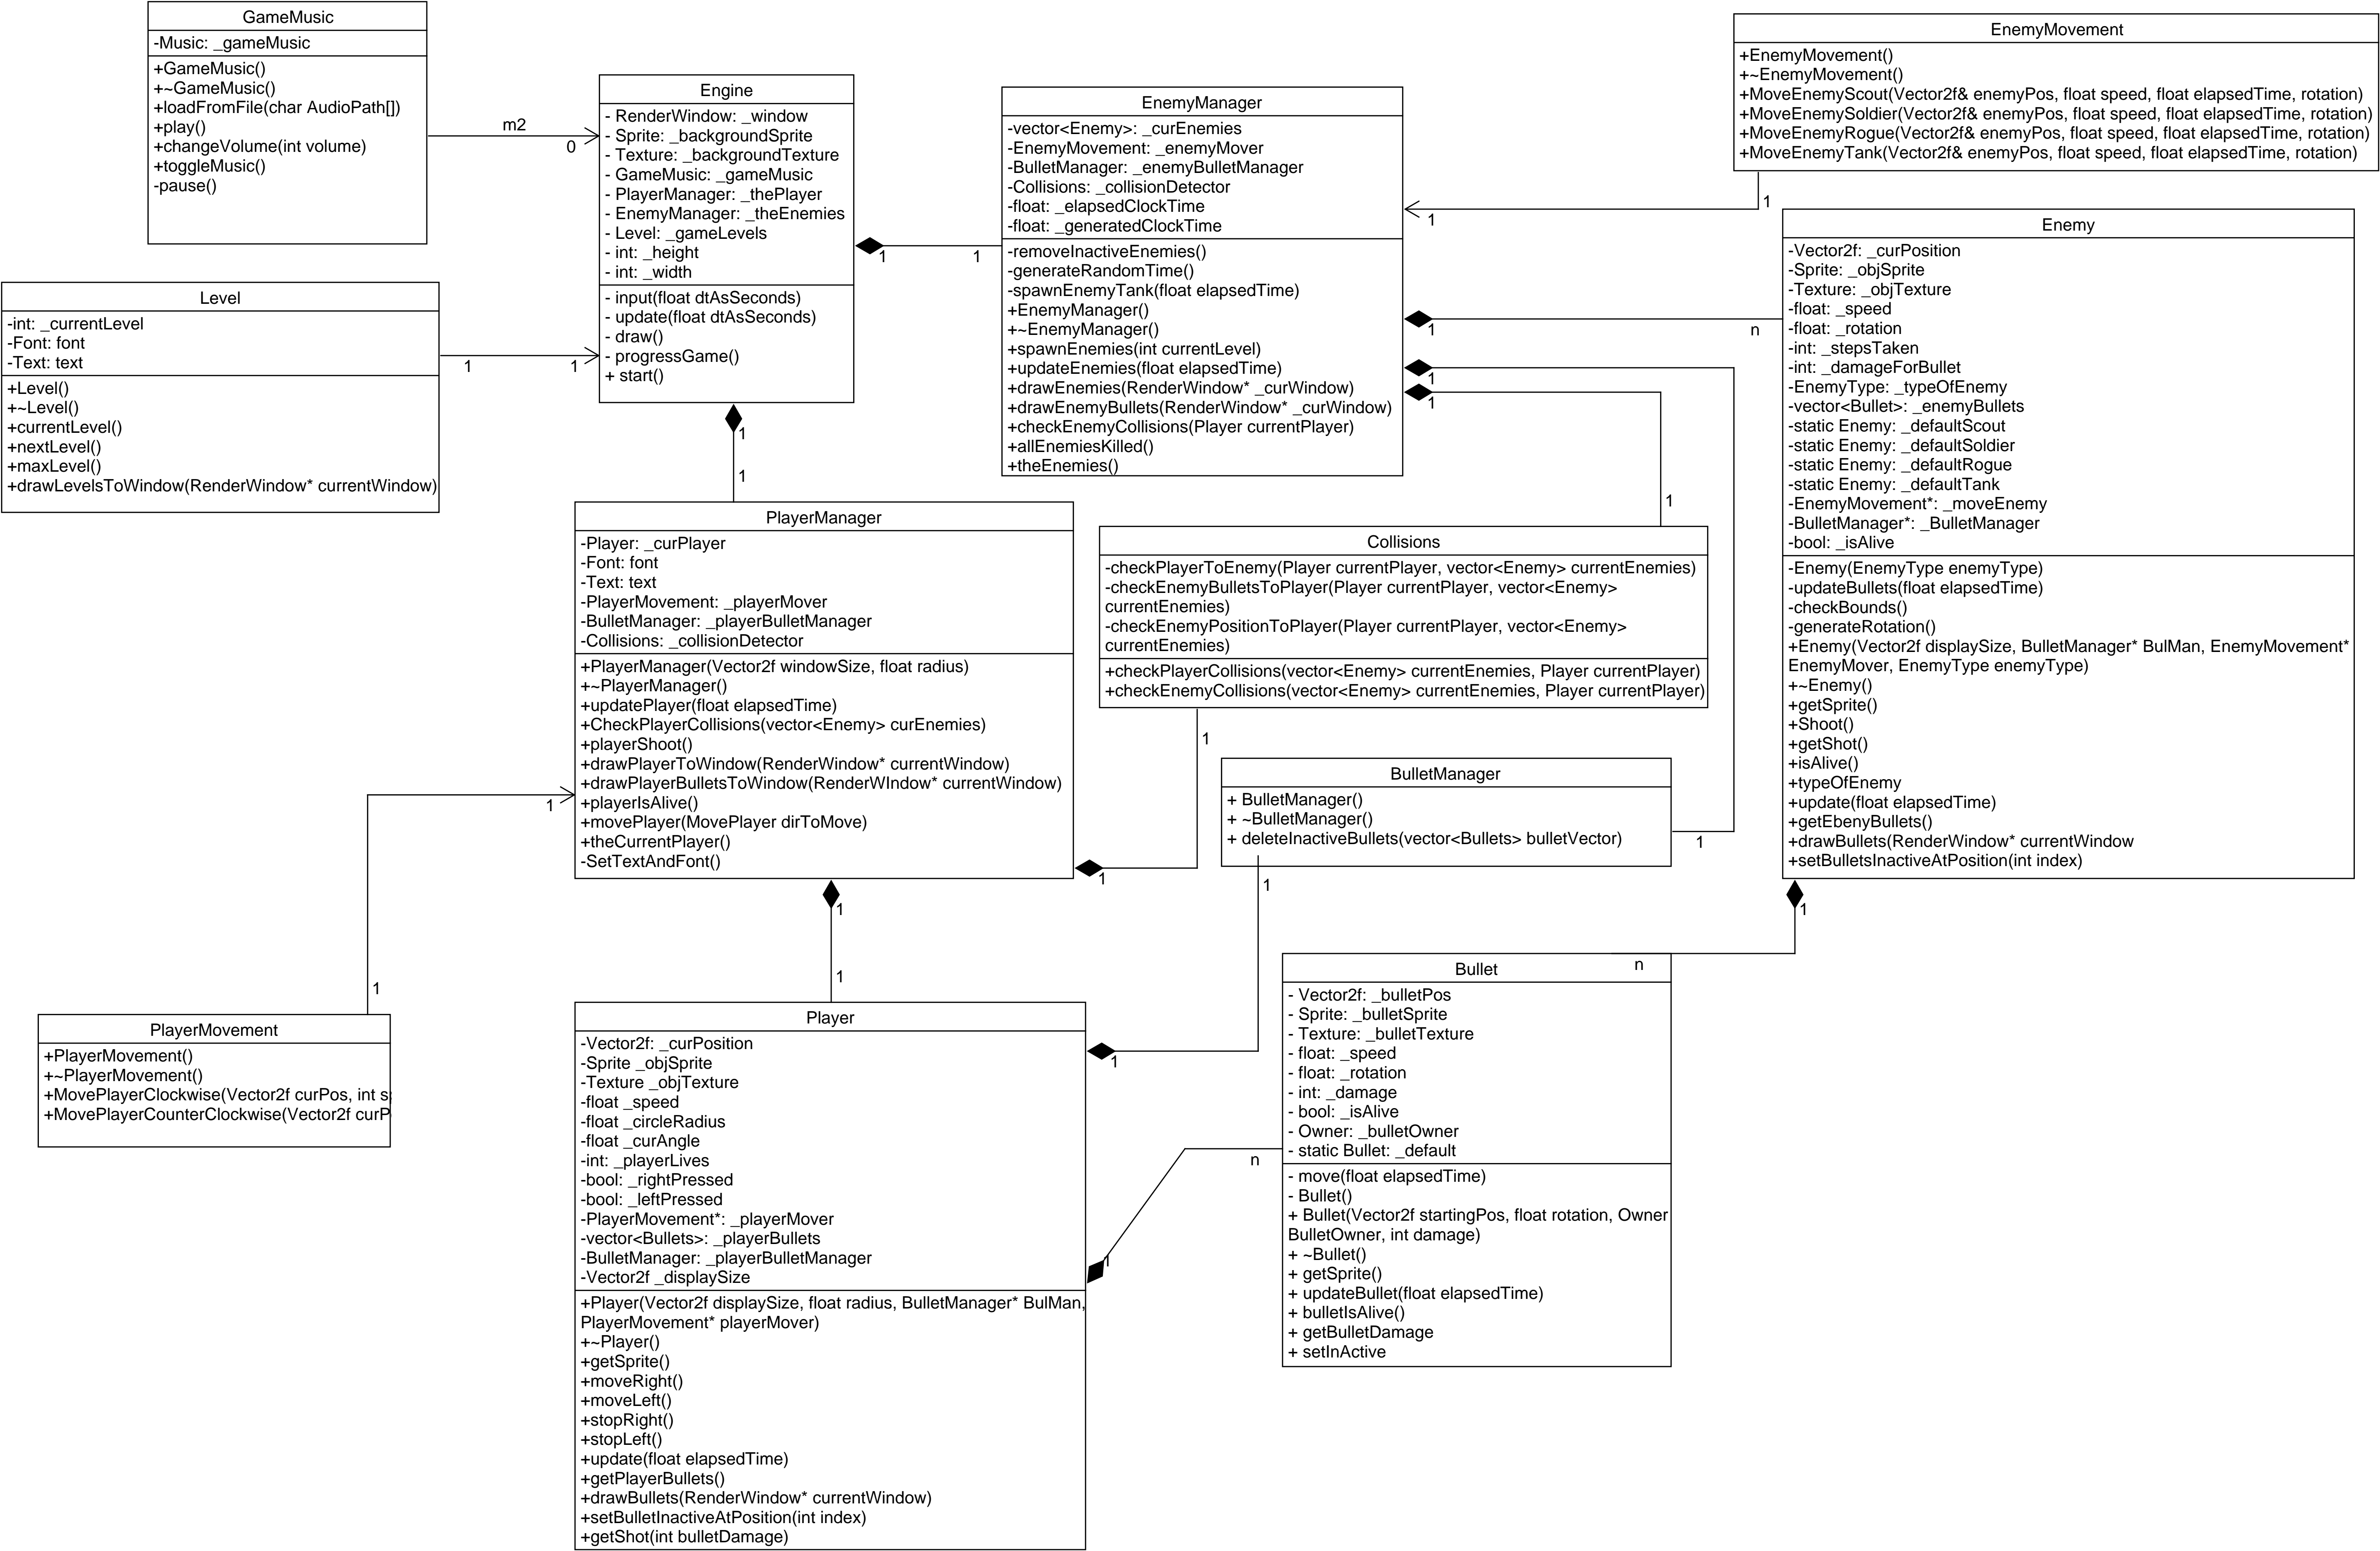 GameMusic
-Music: _gameMusic
+GameMusic()
+~GameMusic()
+loadFromFile(char AudioPath[])
+play()
+changeVolume(int volume)
+toggleMusic()
-pause()
m2
0
Engine
- RenderWindow: _window
- Sprite: _backgroundSprite
- Texture: _backgroundTexture
- GameMusic: _gameMusic
- PlayerManager: _thePlayer
- EnemyManager: _theEnemies
- Level: _gameLevels
- int: _height
- int: _width
- input(float dtAsSeconds)
- update(float dtAsSeconds)
- draw()
- progressGame()
+ start()
1
1
EnemyManager
-vector<Enemy>: _curEnemies
-EnemyMovement: _enemyMover
-BulletManager: _enemyBulletManager
-Collisions: _collisionDetector
-float: _elapsedClockTime
-float: _generatedClockTime
-removeInactiveEnemies()
-generateRandomTime()
-spawnEnemyTank(float elapsedTime)
+EnemyManager()
+~EnemyManager()
+spawnEnemies(int currentLevel)
+updateEnemies(float elapsedTime)
+drawEnemies(RenderWindow* _curWindow)
+drawEnemyBullets(RenderWindow* _curWindow)
+checkEnemyCollisions(Player currentPlayer)
+allEnemiesKilled()
+theEnemies()
EnemyMovement
+EnemyMovement()
+~EnemyMovement()
+MoveEnemyScout(Vector2f& enemyPos, float speed, float elapsedTime, rotation)
+MoveEnemySoldier(Vector2f& enemyPos, float speed, float elapsedTime, rotation)
+MoveEnemyRogue(Vector2f& enemyPos, float speed, float elapsedTime, rotation)
+MoveEnemyTank(Vector2f& enemyPos, float speed, float elapsedTime, rotation)
1
1
1
n
1
1
1
1
Enemy
-Vector2f: _curPosition
-Sprite: _objSprite
-Texture: _objTexture
-float: _speed
-float: _rotation
-int: _stepsTaken
-int: _damageForBullet
-EnemyType: _typeOfEnemy
-vector<Bullet>: _enemyBullets
-static Enemy: _defaultScout
-static Enemy: _defaultSoldier
-static Enemy: _defaultRogue
-static Enemy: _defaultTank
-EnemyMovement*: _moveEnemy
-BulletManager*: _BulletManager
-bool: _isAlive
-Enemy(EnemyType enemyType)
-updateBullets(float elapsedTime)
-checkBounds()
-generateRotation()
+Enemy(Vector2f displaySize, BulletManager* BulMan, EnemyMovement*
EnemyMover, EnemyType enemyType)
+~Enemy()
+getSprite()
+Shoot()
+getShot()
+isAlive()
+typeOfEnemy
+update(float elapsedTime)
+getEbenyBullets()
+drawBullets(RenderWindow* currentWindow
+setBulletsInactiveAtPosition(int index)
1
n
Level
-int: _currentLevel
-Font: font
-Text: text
+Level()
+~Level()
+currentLevel()
+nextLevel()
+maxLevel()
+drawLevelsToWindow(RenderWindow* currentWindow)
1
1
1
1
PlayerManager
-Player: _curPlayer
-Font: font
-Text: text
-PlayerMovement: _playerMover
-BulletManager: _playerBulletManager
-Collisions: _collisionDetector
+PlayerManager(Vector2f windowSize, float radius)
+~PlayerManager()
+updatePlayer(float elapsedTime)
+CheckPlayerCollisions(vector<Enemy> curEnemies)
+playerShoot()
+drawPlayerToWindow(RenderWindow* currentWindow)
+drawPlayerBulletsToWindow(RenderWIndow* currentWindow)
+playerIsAlive()
+movePlayer(MovePlayer dirToMove)
+theCurrentPlayer()
-SetTextAndFont()
Collisions
-checkPlayerToEnemy(Player currentPlayer, vector<Enemy> currentEnemies)
-checkEnemyBulletsToPlayer(Player currentPlayer, vector<Enemy>
currentEnemies)
-checkEnemyPositionToPlayer(Player currentPlayer, vector<Enemy>
currentEnemies)
+checkPlayerCollisions(vector<Enemy> currentEnemies, Player currentPlayer)
+checkEnemyCollisions(vector<Enemy> currentEnemies, Player currentPlayer)
1
1
BulletManager
+ BulletManager()
+ ~BulletManager()
+ deleteInactiveBullets(vector<Bullets> bulletVector)
1
1
1
1
1
1
PlayerMovement
+PlayerMovement()
+~PlayerMovement()
+MovePlayerClockwise(Vector2f curPos, int s
+MovePlayerCounterClockwise(Vector2f curP
Player
-Vector2f: _curPosition
-Sprite _objSprite
-Texture _objTexture
-float _speed
-float _circleRadius
-float _curAngle
-int: _playerLives
-bool: _rightPressed
-bool: _leftPressed
-PlayerMovement*: _playerMover
-vector<Bullets>: _playerBullets
-BulletManager: _playerBulletManager
-Vector2f _displaySize
+Player(Vector2f displaySize, float radius, BulletManager* BulMan,
PlayerMovement* playerMover)
+~Player()
+getSprite()
+moveRight()
+moveLeft()
+stopRight()
+stopLeft()
+update(float elapsedTime)
+getPlayerBullets()
+drawBullets(RenderWindow* currentWindow)
+setBulletInactiveAtPosition(int index)
+getShot(int bulletDamage)
1
n
Bullet
- Vector2f: _bulletPos
- Sprite: _bulletSprite
- Texture: _bulletTexture
- float: _speed
- float: _rotation
- int: _damage
- bool: _isAlive
- Owner: _bulletOwner
- static Bullet: _default
- move(float elapsedTime)
- Bullet()
+ Bullet(Vector2f startingPos, float rotation, Owner
BulletOwner, int damage)
+ ~Bullet()
+ getSprite()
+ updateBullet(float elapsedTime)
+ bulletIsAlive()
+ getBulletDamage
+ setInActive